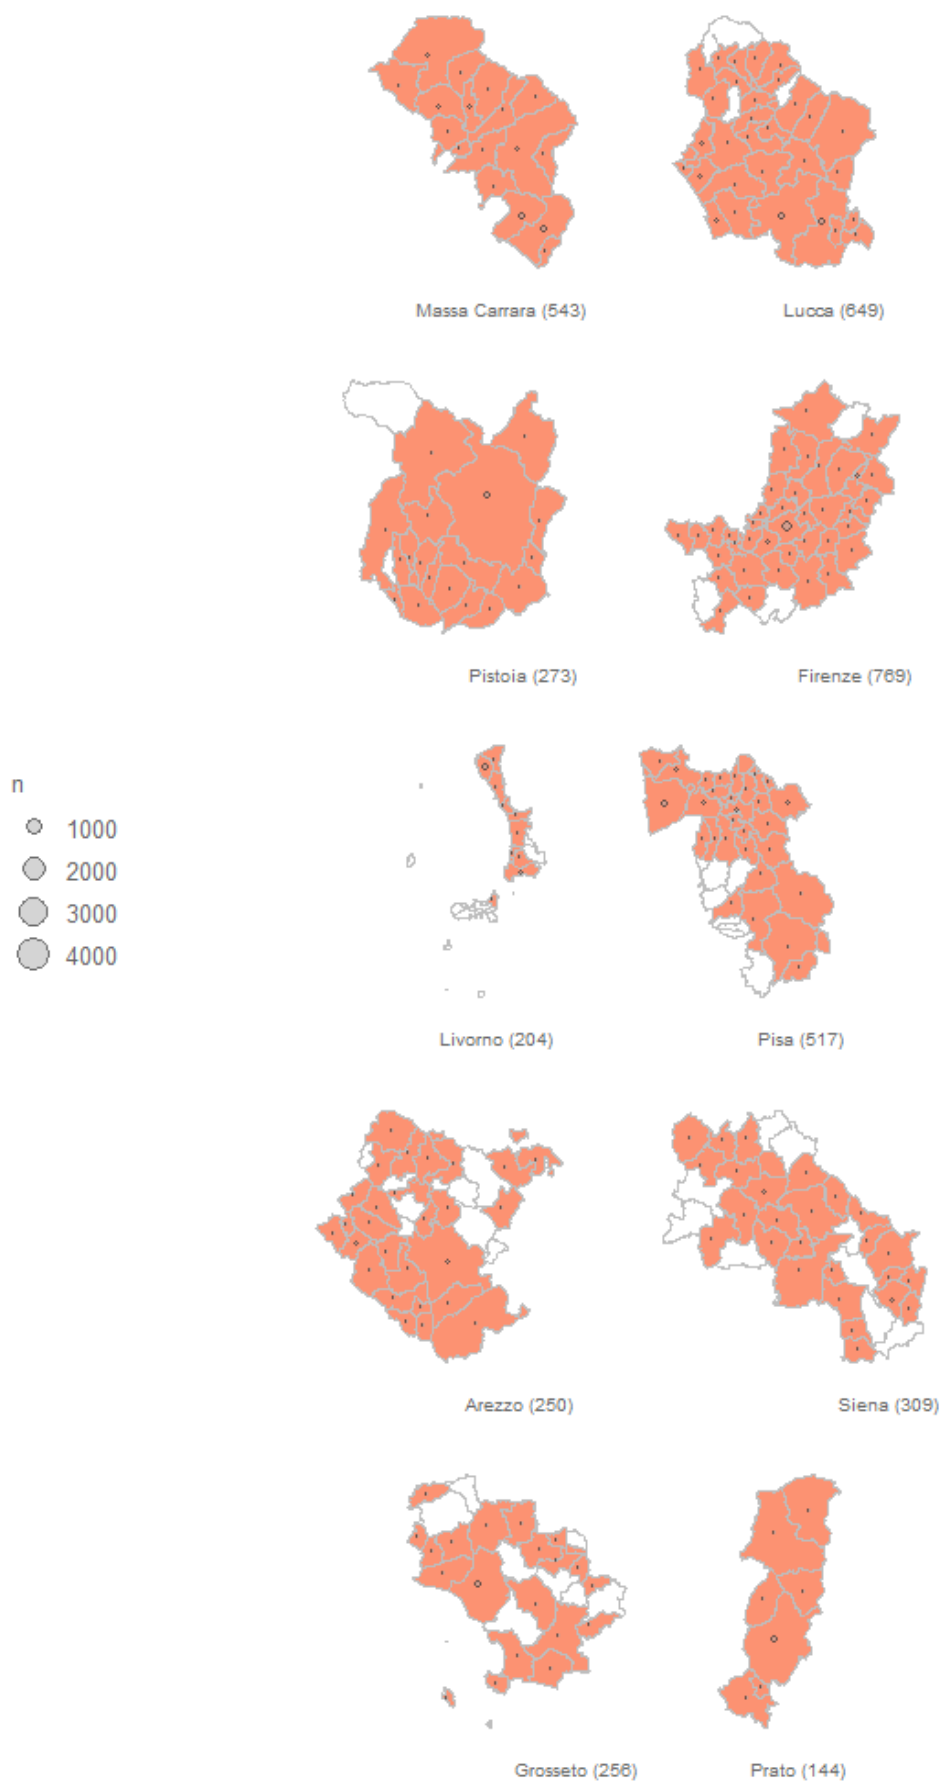 Massa Carrara (543)
Lucca (649)
Pistoia (273)
Firenze (769)
n
1000
2000
3000
4000
Livorno (204)
Pisa (517)
Arezzo (250)
Siena (309)
Grosseto (256)
Prato (144)